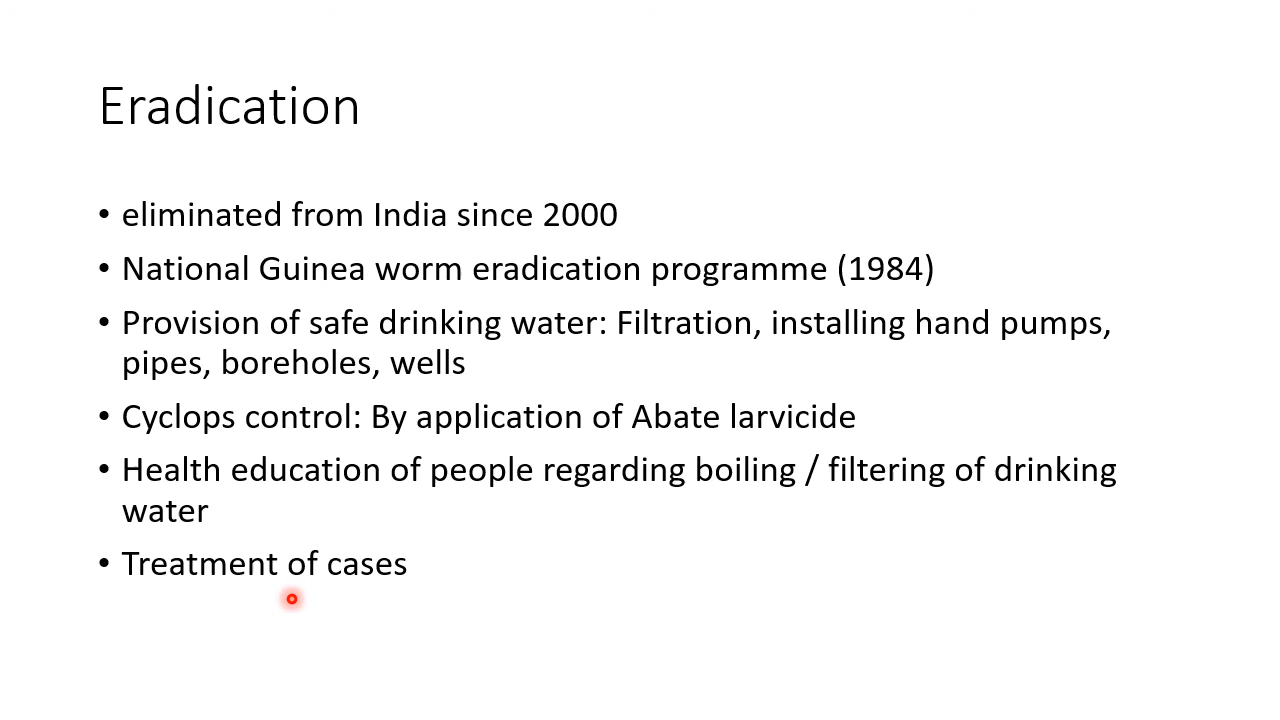 Eradication
• eliminated from India since 2000
• National Guinea worm eradication programme (1984)
• Provision of safe drinking water: Filtration, installing hand pumps,
pipes, boreholes, wells
• Cyclops control: By application of Abate larvicide
• Health education of people regarding boiling / filtering of drinking
water
• Treatment of cases